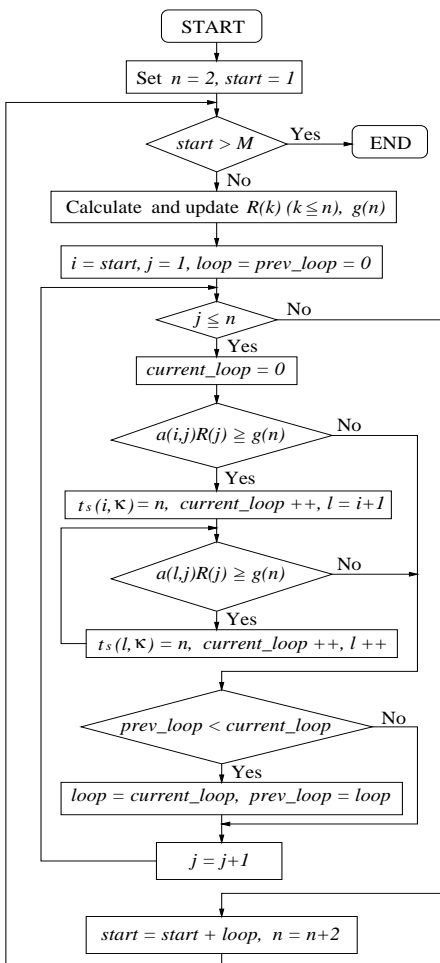 START
Set n = 2, start = 1
start > M
Yes
END
No
Calculate and update R(k) (k ≦ n), g(n)
i = start, j = 1, loop = prev_loop = 0
j ≦ n
No
Yes
current_loop = 0
a(i,j)R(j) ≧ g(n)
No
Yes
ts(i,κ) = n, current_loop ++, l = i+1
a(l,j)R(j) ≧ g(n)
No
Yes
ts(l,κ) = n, current_loop ++, l ++
prev_loop < current_loop
No
Yes
loop = current_loop, prev_loop = loop
j = j+1
start = start + loop, n = n+2